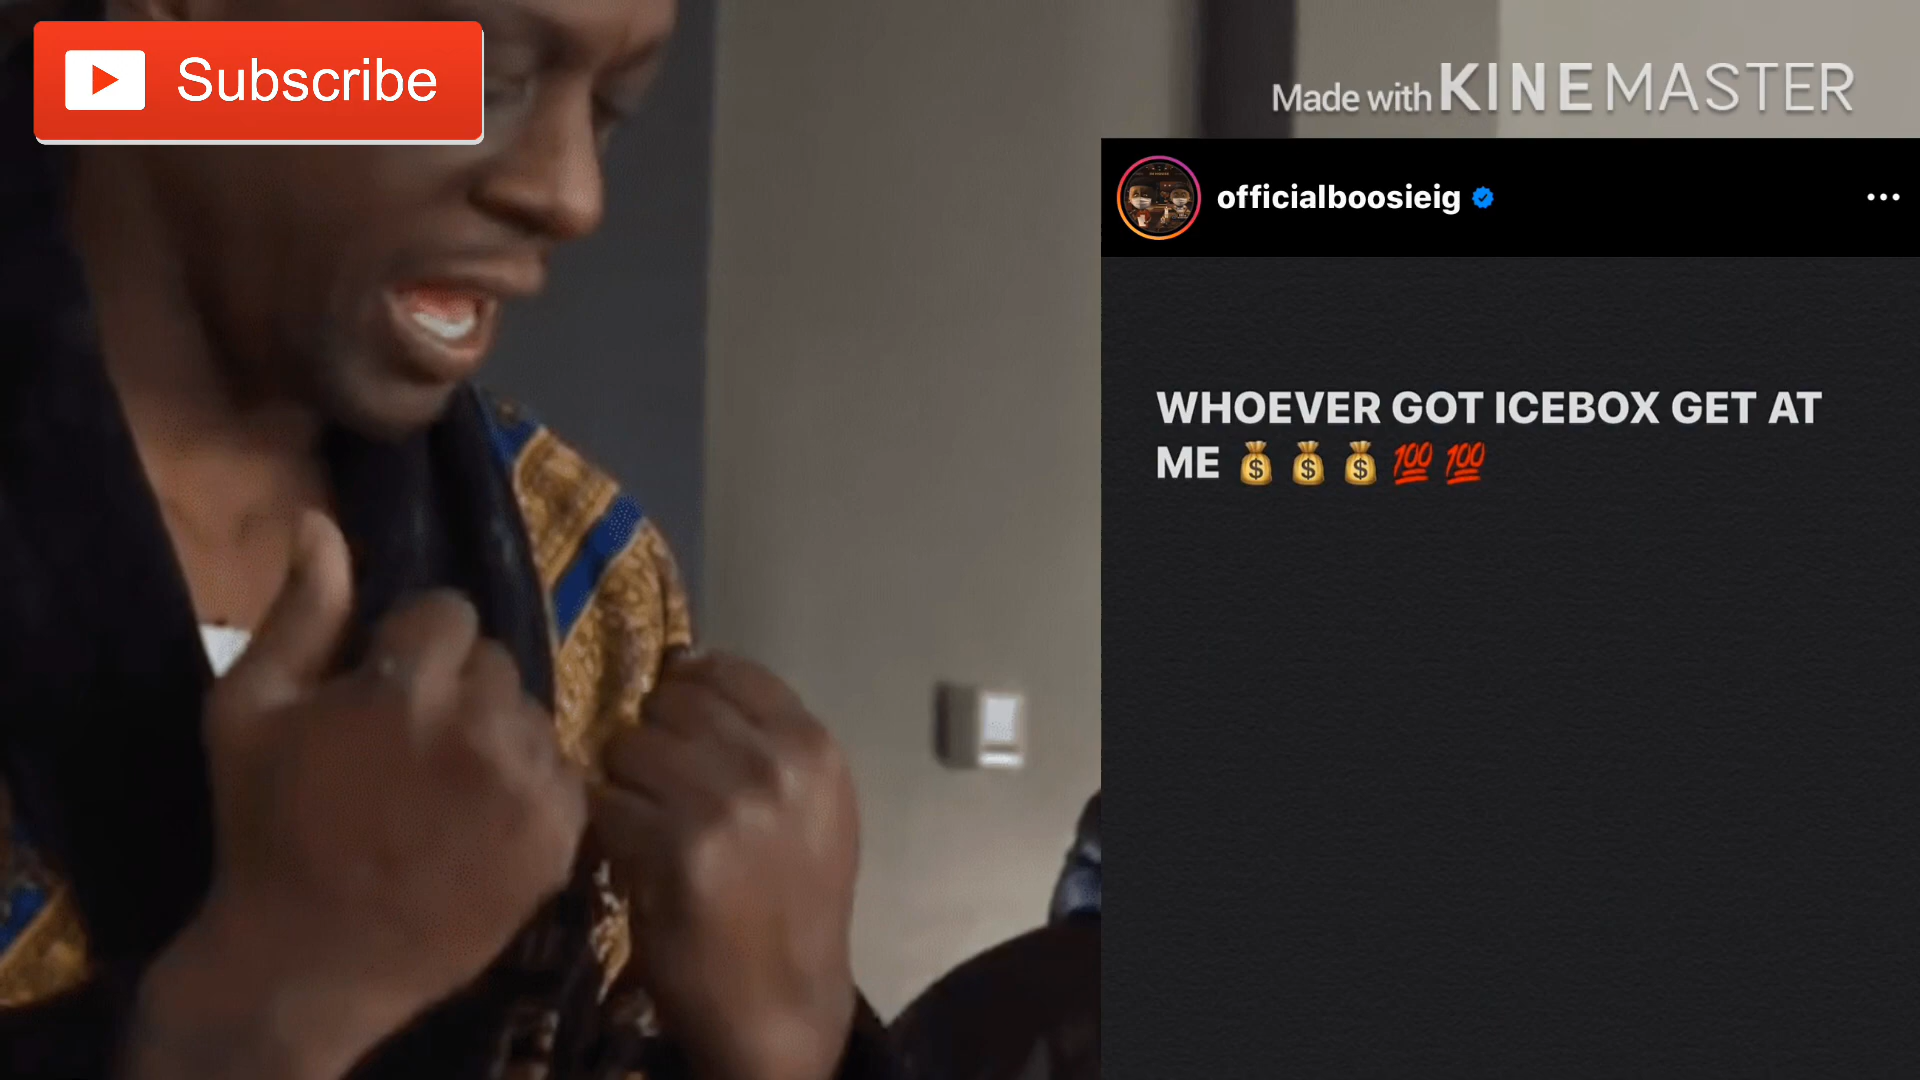 Subscribe
Made with KINEMASTER
officialboosieig
WHOEVER GOT ICEBOX GET AT
ME 💰 💰 💰 💯 💯